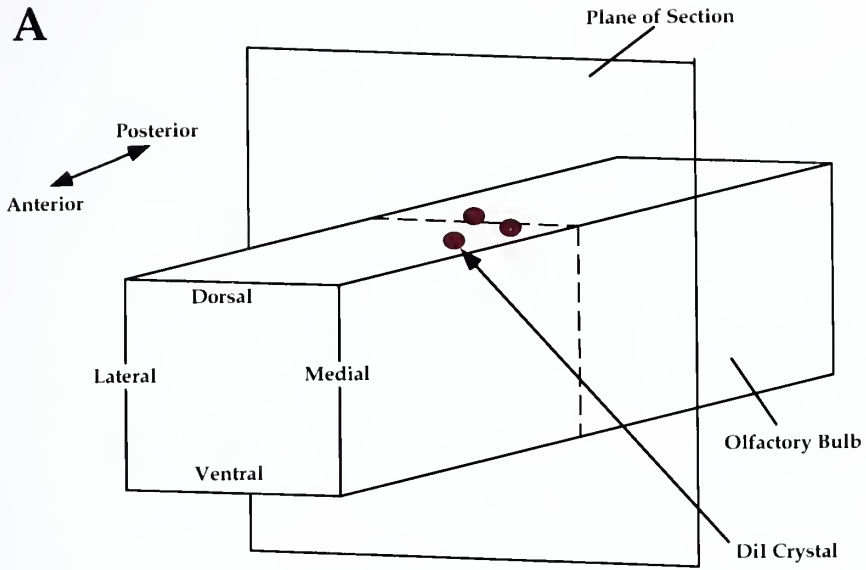 A
Plane of Section
Posterior
Anterior
Dorsal
Lateral
Medial
Ventral
Olfactory Bulb
DiI Crystal